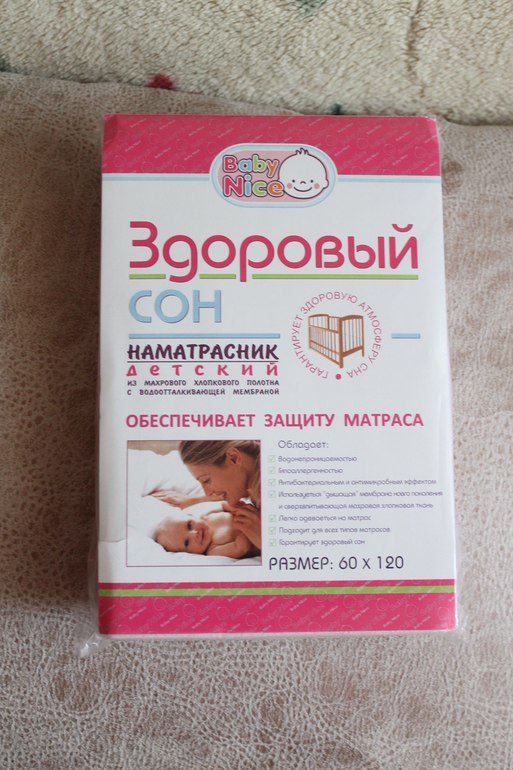 Baby
Nice
Здоровый
СОН
НАМАТРАСНИК
детский
ИЗ МАХРОВОГО ХЛОПКОВОГО ПОЛОТНА
С ВОДООТТАЛКИВАЮЩЕЙ МЕМБРАНОЙ
ГАРАНТИРУЕТ ЗДОРОВУЮ АТМОСФЕРУ СНА
ОБЕСПЕЧИВАЕТ ЗАЩИТУ МАТРАСА
Обладает:
Водонепроницаемостью
Гипоаллергенностью
Антибактериальным и антимикробным эффектом
Используеться "дышащая" мембрана нового поколения
и сверхвпитывающая махровая хлопковая ткань
Легко одеваеться на матрас
Подходит для всех типов матрасов
Гарантирует здоровый сон
РАЗМЕР: 60 х 120